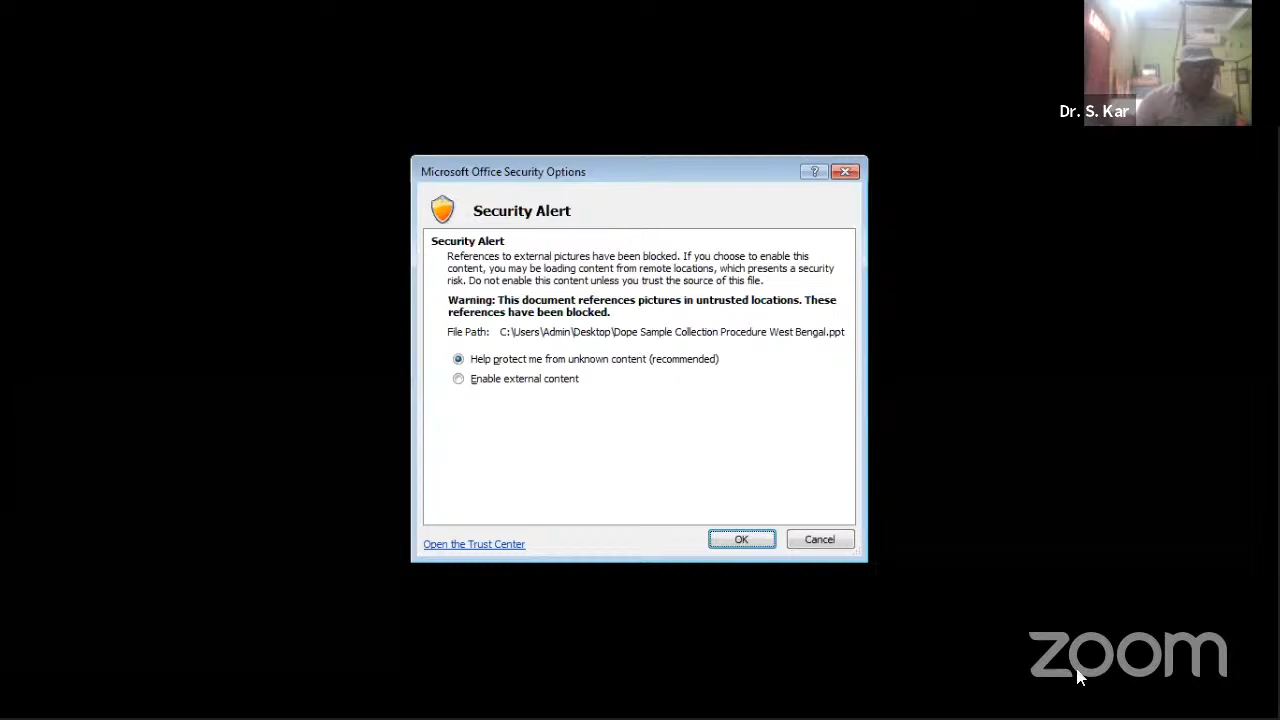 Dr. S. Kar
Microsoft Office Security Options
Security Alert
Security Alert
References to external pictures have been blocked. If you choose to enable this
content, you may be loading content from remote locations, which presents a security
risk. Do not enable this content unless you trust the source of this file.
Warning: This document references pictures in untrusted locations. These
references have been blocked.
File Path: C:\Users\Admin\Desktop\Dope Sample Collection Procedure West Bengal.ppt
Help protect me from unknown content (recommended)
Enable external content
Open the Trust Center
OK
Cancel
zoom